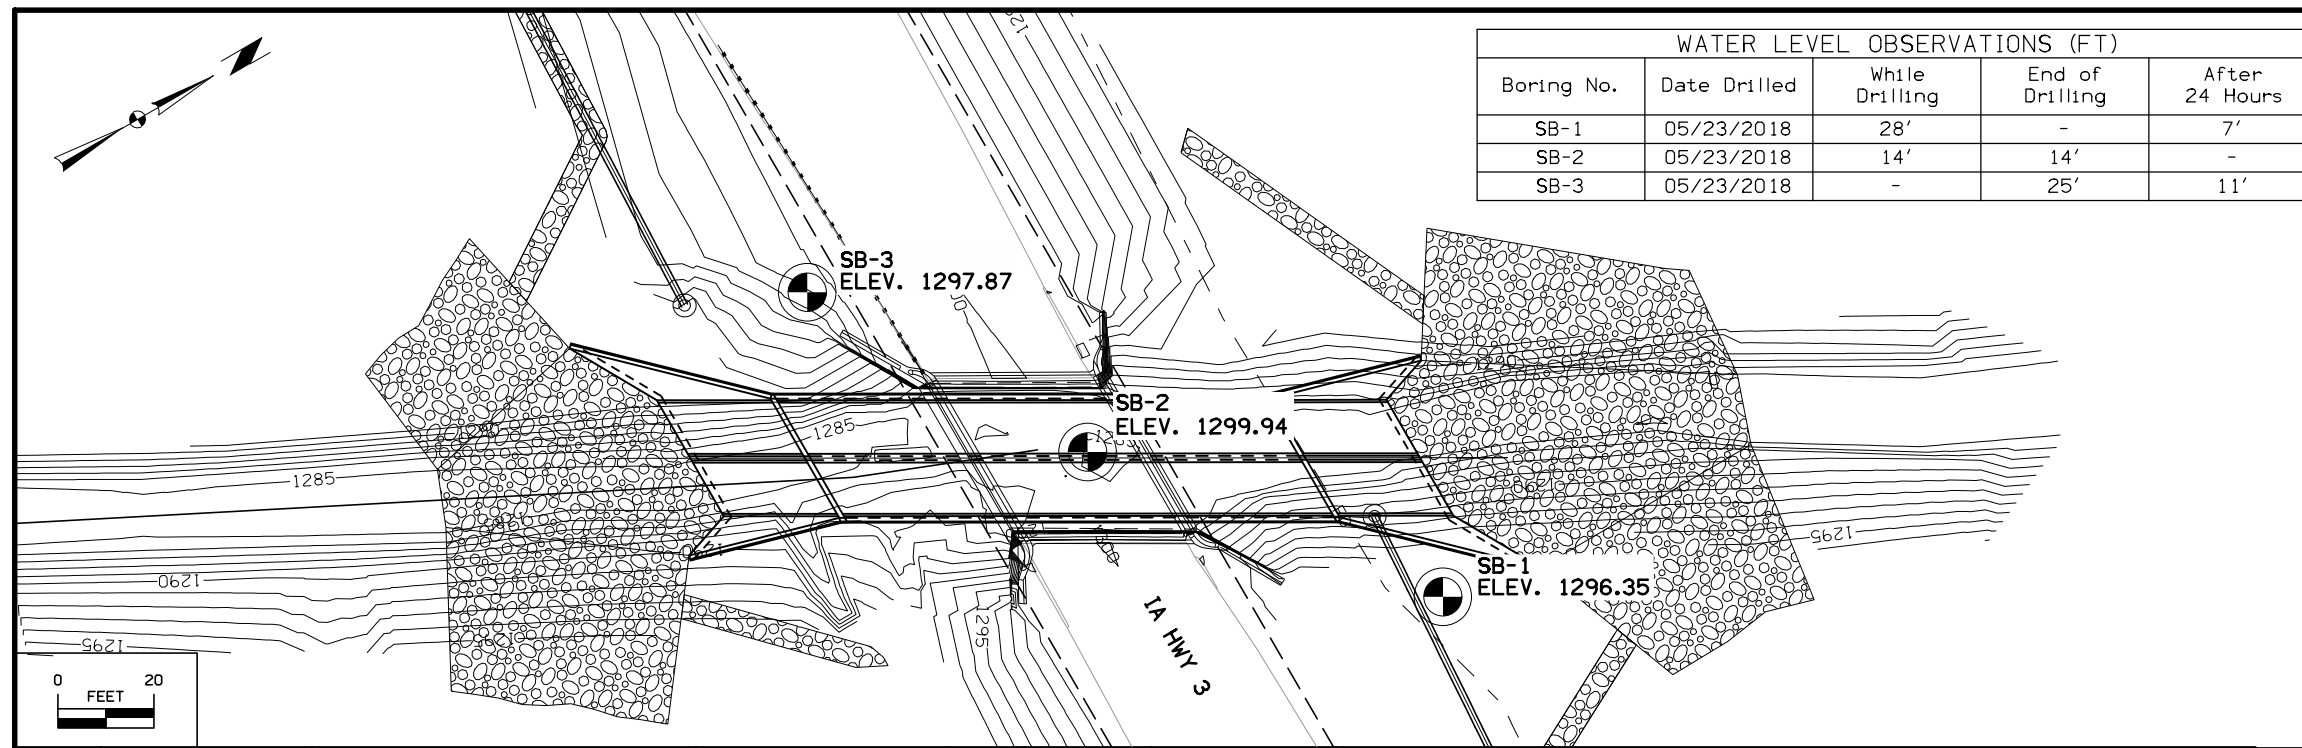 WATER LEVEL OBSERVATIONS (FT)
Boring No. Date Drilled While Drilling End of Drilling After 24 Hours
SB-1 05/23/2018 28' - 7'
SB-2 05/23/2018 14' 14' -
SB-3 05/23/2018 - 25' 11'
SB-3
ELEV. 1297.87
SB-2
ELEV. 1299.94
1285
1285
1290
1295
1290
1295
1295
1295
SB-1
ELEV. 1296.35
IA HWY 3
0 20
FEET